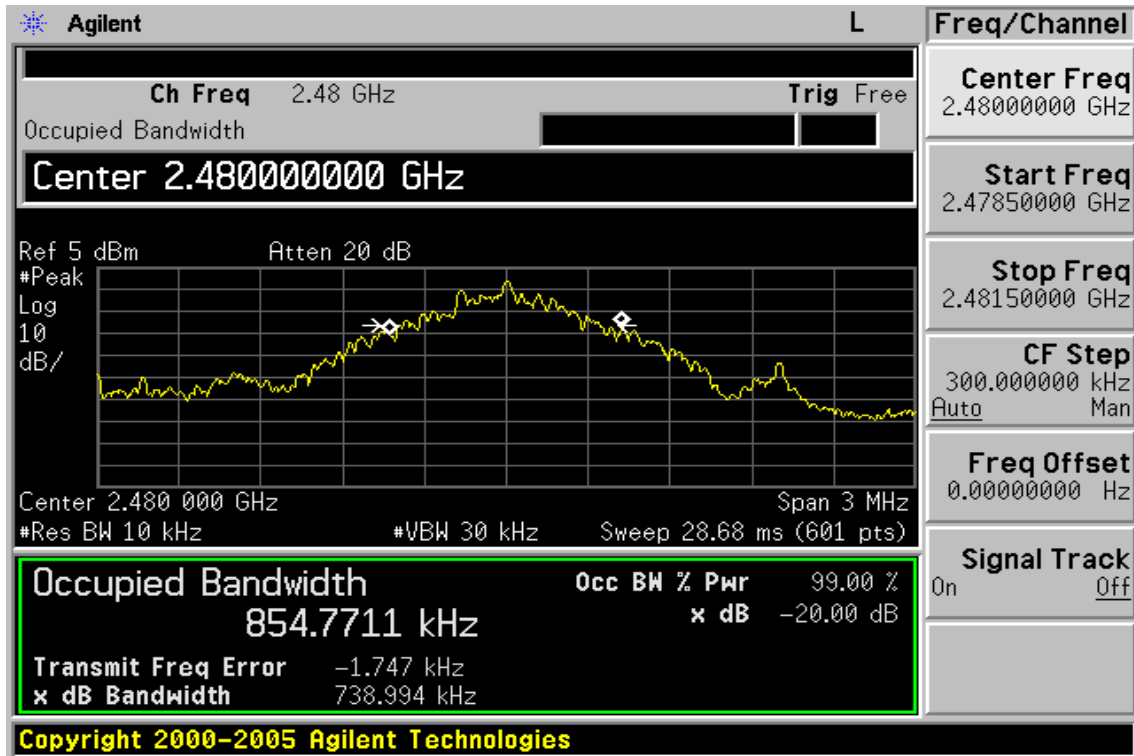 Agilent L
Ch Freq 2.48 GHz Trig Free
Occupied Bandwidth
Center 2.480000000 GHz
Ref 5 dBm Atten 20 dB
#Peak
Log
10
dB/
Center 2.480 000 GHz Span 3 MHz
#Res BW 10 kHz #VBW 30 kHz Sweep 28.68 ms (601 pts)
Occupied Bandwidth Occ BW % Pwr 99.00 %
854.7711 kHz x dB -20.00 dB
Transmit Freq Error -1.747 kHz
x dB Bandwidth 738.994 kHz
Copyright 2000-2005 Agilent Technologies
Freq/Channel
Center Freq
2.48000000 GHz
Start Freq
2.47850000 GHz
Stop Freq
2.48150000 GHz
CF Step
300.000000 kHz
Auto Man
Freq Offset
0.00000000 Hz
Signal Track
On Off